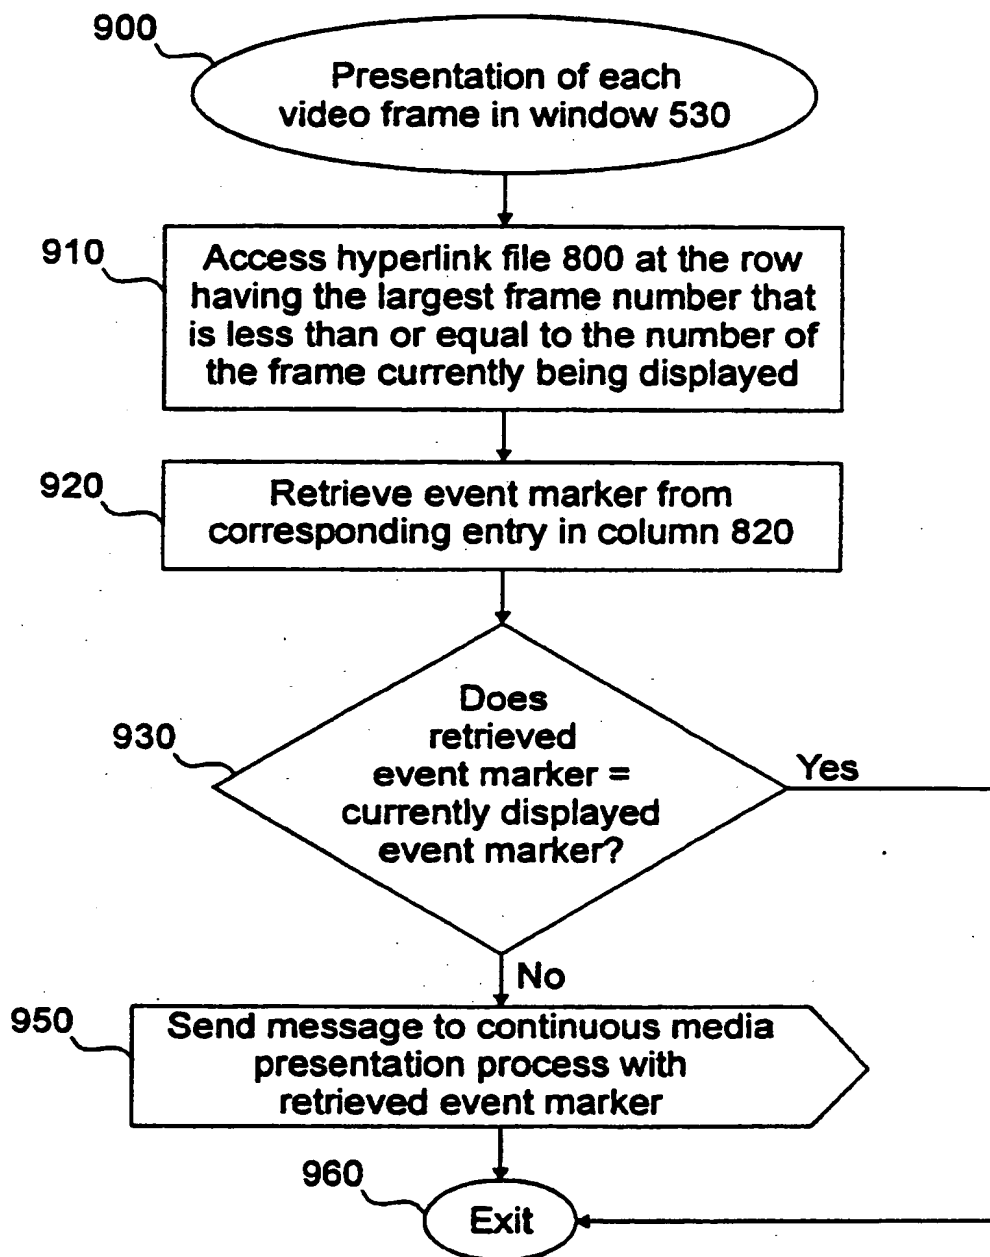 900
Presentation of each
video frame in window 530
910
Access hyperlink file 800 at the row
having the largest frame number that
is less than or equal to the number of
the frame currently being displayed
920
Retrieve event marker from
corresponding entry in column 820
930
Does
retrieved
event marker =
currently displayed
event marker?
Yes
No
950
Send message to continuous media
presentation process with
retrieved event marker
960
Exit